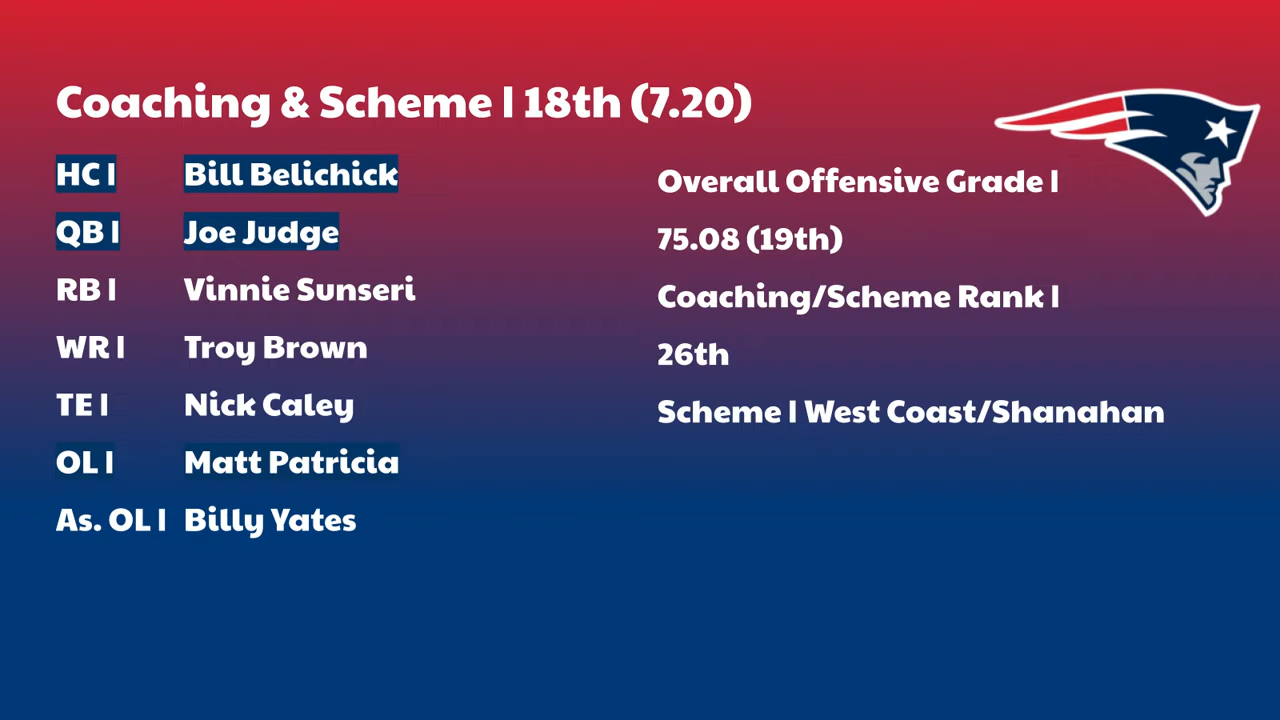 Coaching & Scheme | 18th (7.20)
HC | Bill Belichick
QB | Joe Judge
RB | Vinnie Sunseri
WR | Troy Brown
TE | Nick Caley
OL | Matt Patricia
As. OL | Billy Yates
Overall Offensive Grade |
75.08 (19th)
Coaching/Scheme Rank |
26th
Scheme | West Coast/Shanahan